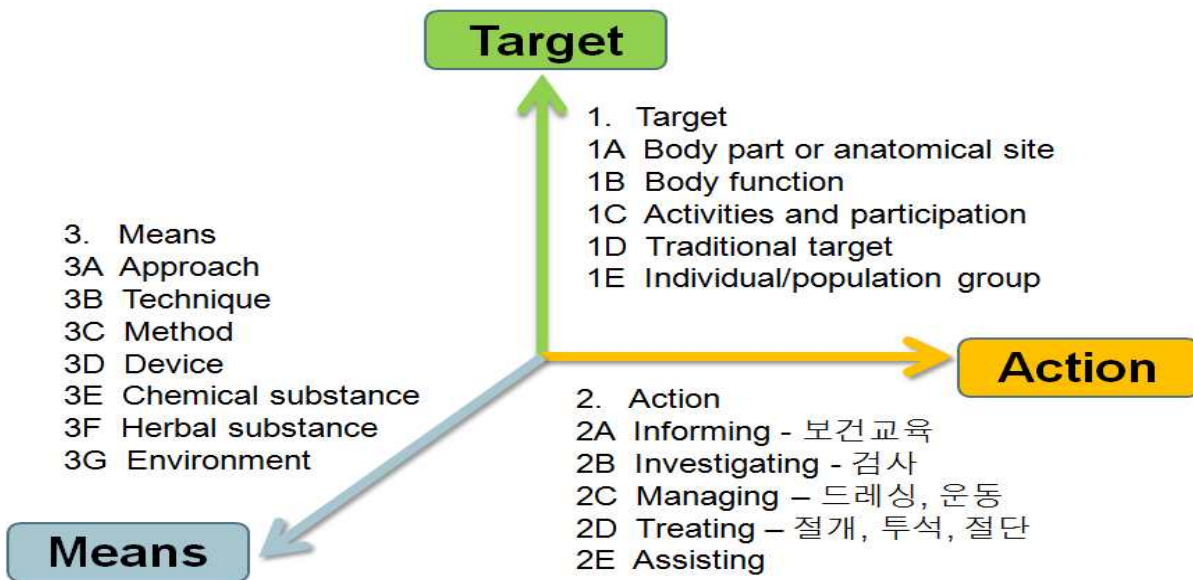 Target
1. Target
1A Body part or anatomical site
1B Body function
1C Activities and participation
1D Traditional target
1E Individual/population group
3. Means
3A Approach
3B Technique
3C Method
3D Device
3E Chemical substance
3F Herbal substance
3G Environment
Action
2. Action
2A Informing - 보건교육
2B Investigating - 검사
2C Managing – 드레싱, 운동
2D Treating – 절개, 투석, 절단
2E Assisting
Means